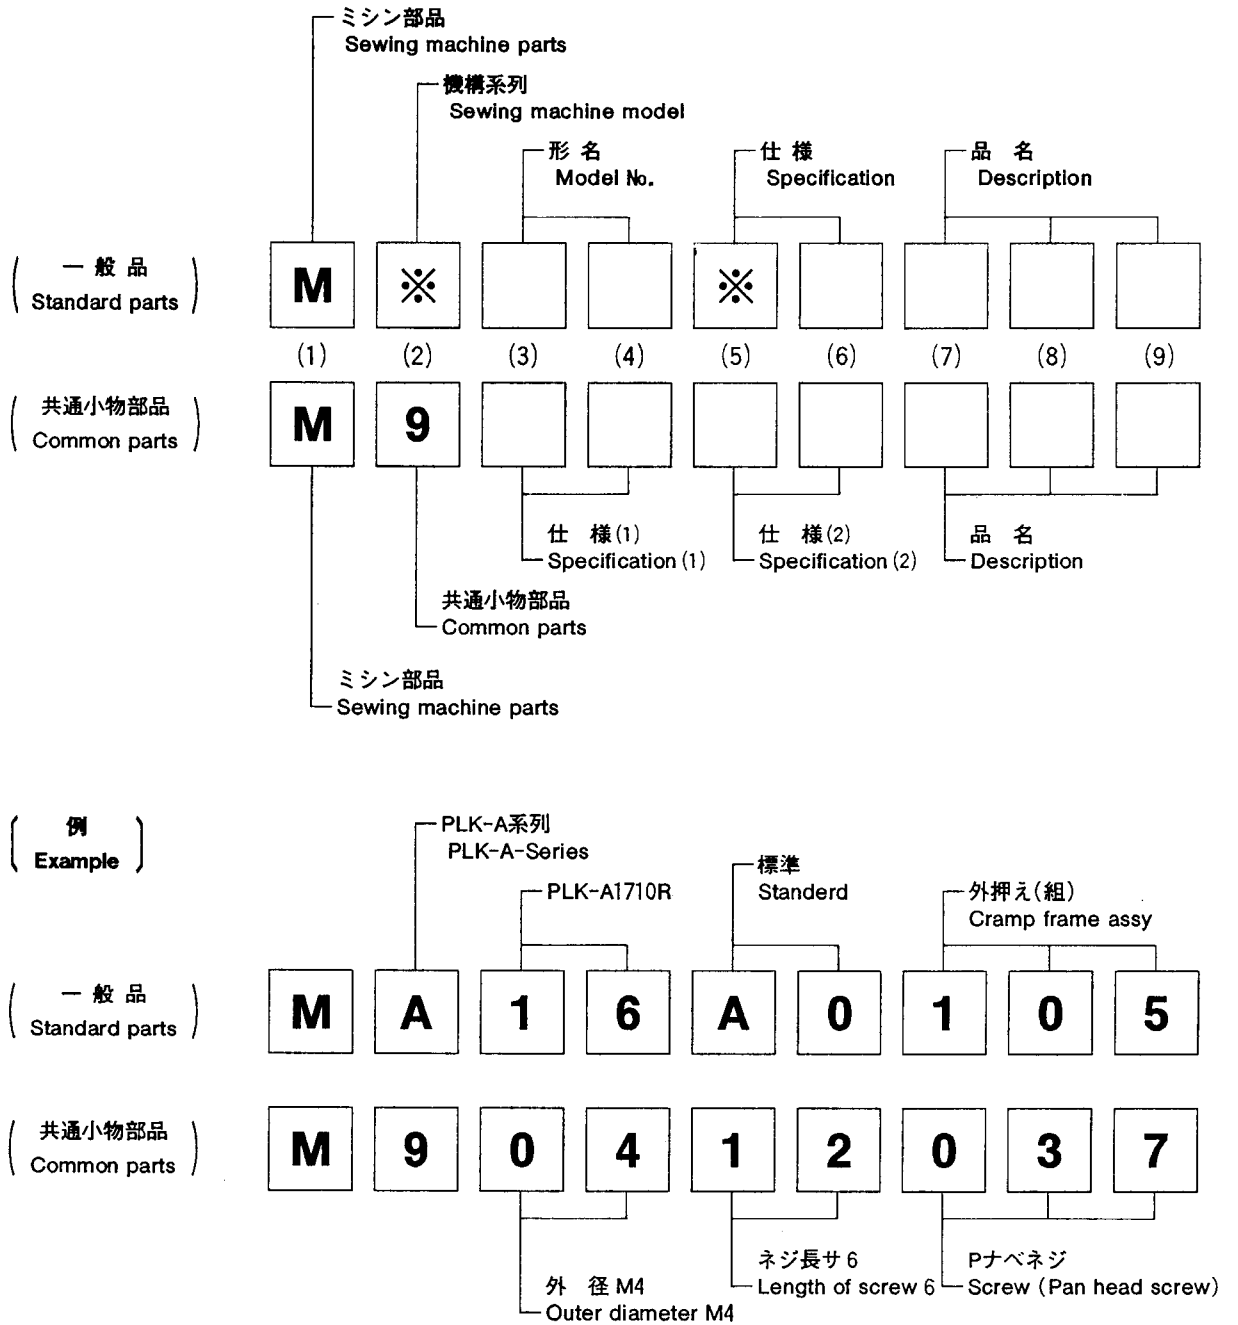 ミシン部品
Sewing machine parts
機構系列
Sewing machine model
形 名
Model No.
仕 様
Specification
品 名
Description
一 般 品
Standard parts
M ※ ※
(1) (2) (3) (4) (5) (6) (7) (8) (9)
共通小物部品
Common parts
M 9
仕 様(1)
Specification(1)
仕 様(2)
Specification(2)
品 名
Description
共通小物部品
Common parts
ミシン部品
Sewing machine parts
例
Example
PLK-A系列
PLK-A-Series
PLK-A1710R
標準
Standerd
外押え(組)
Cramp frame assy
一 般 品
Standard parts
M A 1 6 A 0 1 0 5
共通小物部品
Common parts
M 9 0 4 1 2 0 3 7
外 径 M4
Outer diameter M4
ネジ長サ 6
Length of screw 6
Pナベネジ
Screw (Pan head screw)